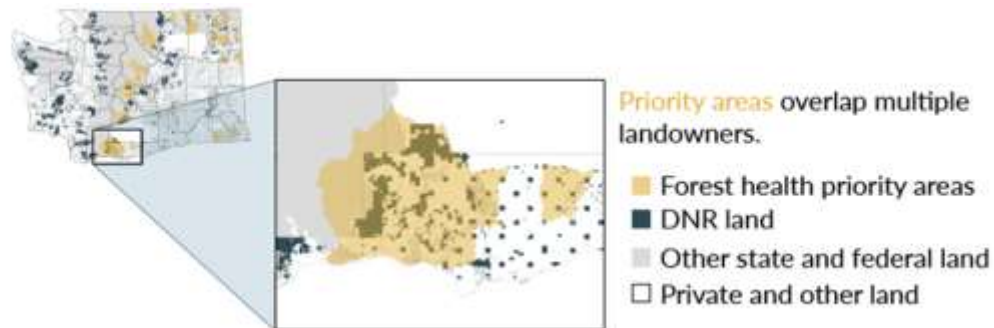 Priority areas overlap multiple
landowners.
Forest health priority areas
DNR land
Other state and federal land
Private and other land